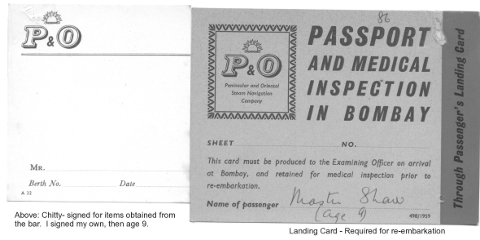 P&O
MR.
Berth No. Date
A 22
Above: Chitty- signed for items obtained from
the bar. I signed my own, then age 9.
86
P&O
Peninsular and Oriental
Steam Navigation
Company
PASSPORT
AND MEDICAL
INSPECTION
IN BOMBAY
SHEET NO.
This card must be produced to the Examining Officer on arrival
at Bombay, and retained for medical inspection prior to
re-embarkation.
Name of passenger Master Shaw
(age 9)
Through Passenger's Landing Card
Landing Card - Required for re-embarkation